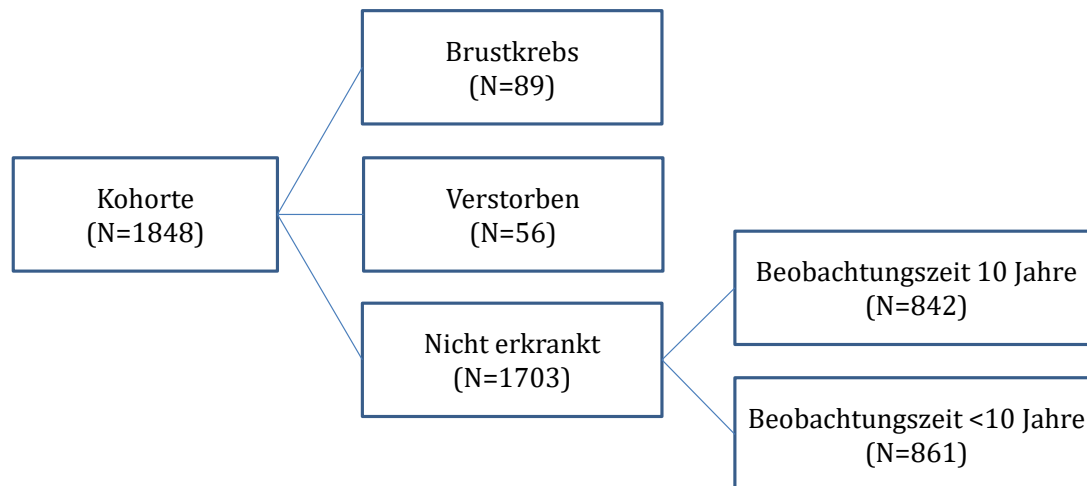 Brustkrebs
(N=89)
Kohorte
(N=1848)
Verstorben
(N=56)
Nicht erkrankt
(N=1703)
Beobachtungszeit 10 Jahre
(N=842)
Beobachtungszeit <10 Jahre
(N=861)